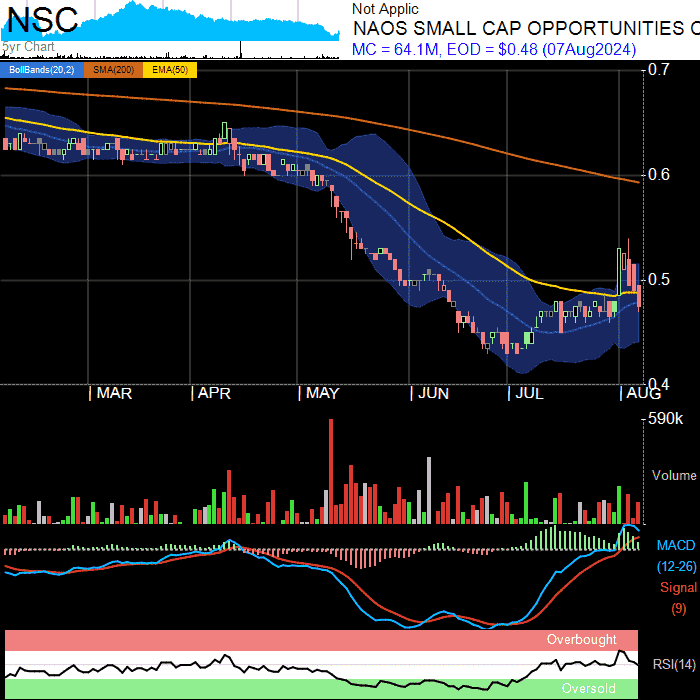 NSC
5yr Chart
Not Applic
NAOS SMALL CAP OPPORTUNITIES C
MC = 64.1M, EOD = $0.48 (07Aug2024)
BollBands(20,2) SMA(200) EMA(50)
0.7
0.6
0.5
0.4
MAR APR MAY JUN JUL AUG
590k
Volume
MACD
(12-26)
Signal
(9)
Overbought
RSI(14)
Oversold